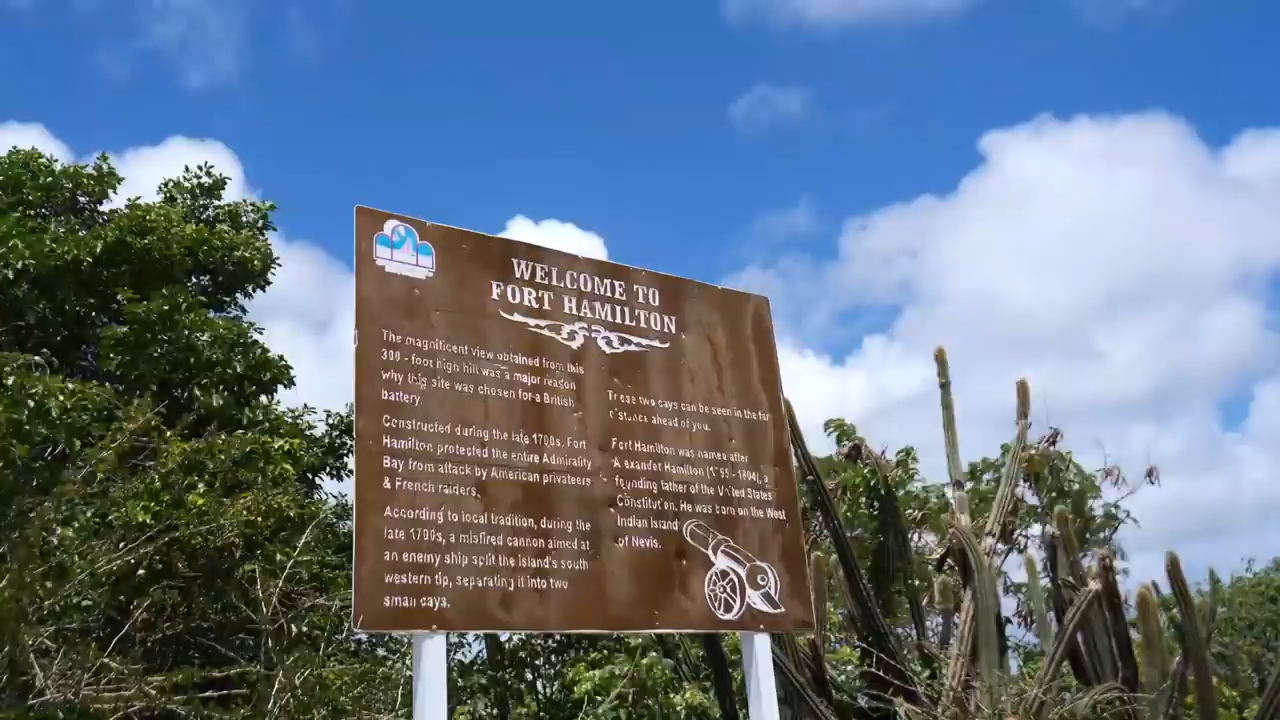 WELCOME TO
FORT HAMILTON
The magnificent view obtained from this
300 - foot high hill was a major reason
why this site was chosen for a British
battery.
Constructed during the late 1700s, Fort
Hamilton protected the entire Admirality
Bay from attack by American privateers
& French raiders.
According to local tradition, during the
late 1700s, a misfired cannon aimed at
an enemy ship split the island's south
western tip, separating it into two
small cays.
These two cays can be seen in the far
distance ahead of you.
Fort Hamilton was named after
Alexander Hamilton - 1804), a
founding father of the United States
Constitution. He was born on the West
Indian Island
of Nevis.